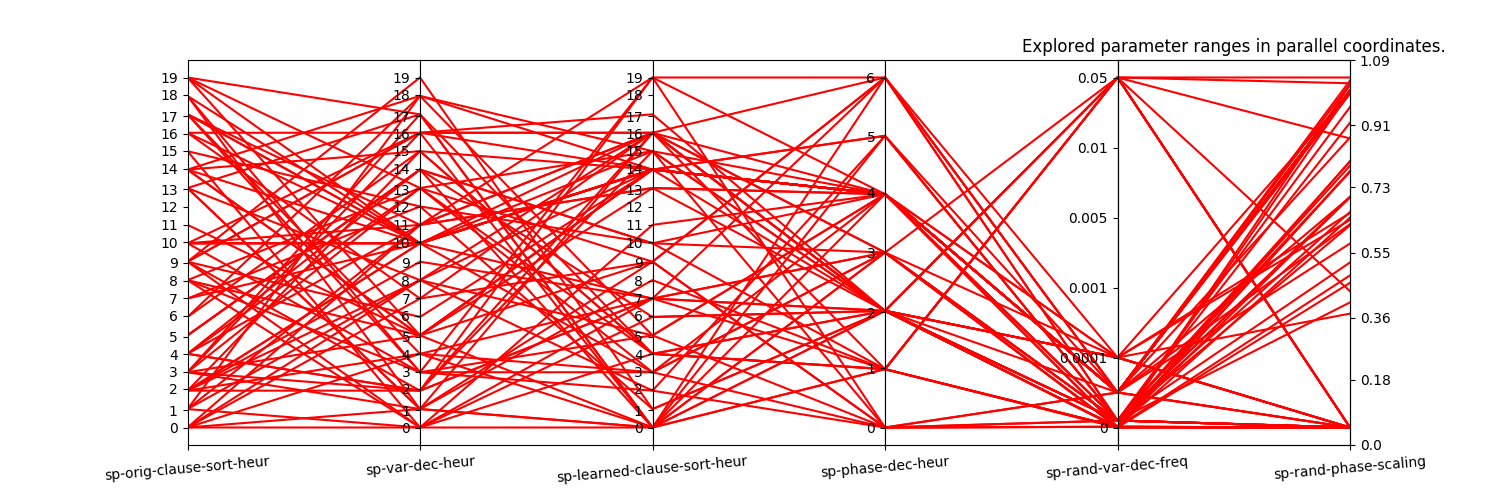 Explored parameter ranges in parallel coordinates.
19 19 19 6 0.05 1.09
18 18 18
17 17 17
16 16 16
15 15 15 5 0.01 0.91
14 14 14
13 13 13 4 0.73
12 12
11 11 11 0.005
10 10 10
9 9 9 3 0.55
8 8 8 0.001
7 7 7
6 6 6 2 0.36
5 5 5
4 4 4 0.0001
3 3 3 1 0.18
2 2 2
1 1 1
0 0 0 0 0 0.0
sp-orig-clause-sort-heur sp-var-dec-heur sp-learned-clause-sort-heur sp-phase-dec-heur sp-rand-var-dec-freq sp-rand-phase-scaling